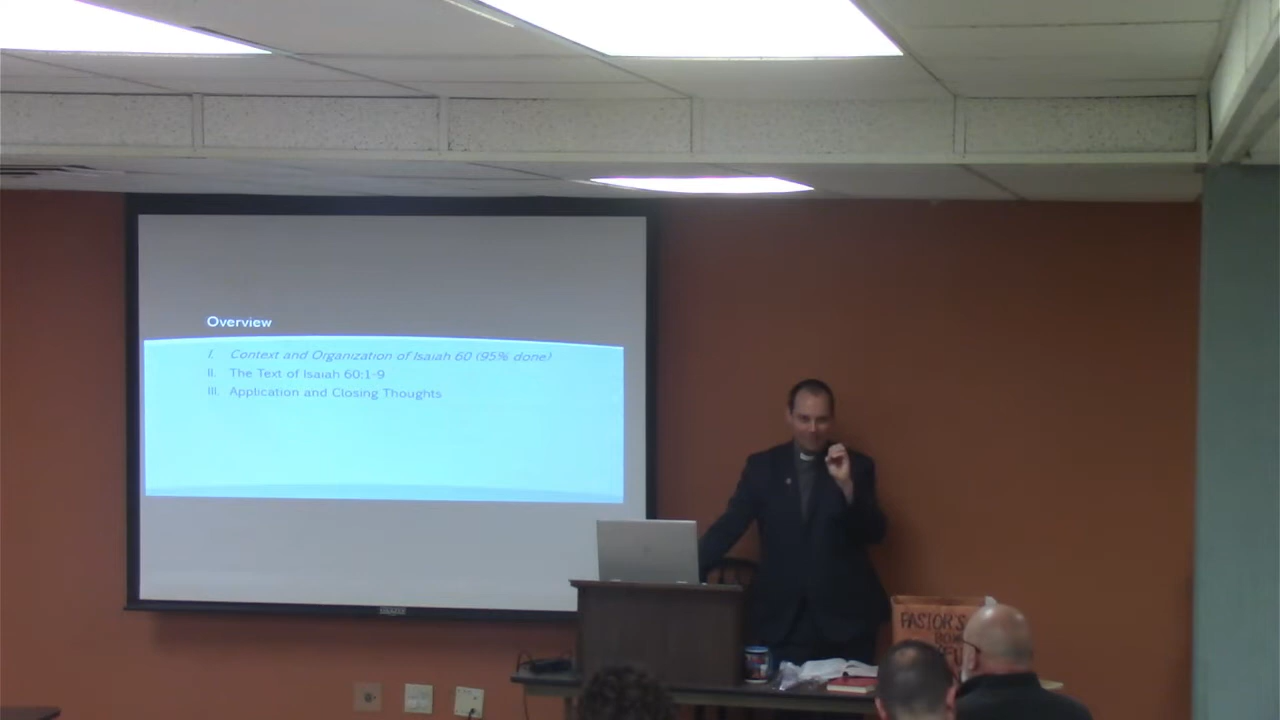 Overview
I. Context and Organization of Isaiah 60 (95% done)
II. The Text of Isaiah 60:1-9
III. Application and Closing Thoughts
PASTOR'S